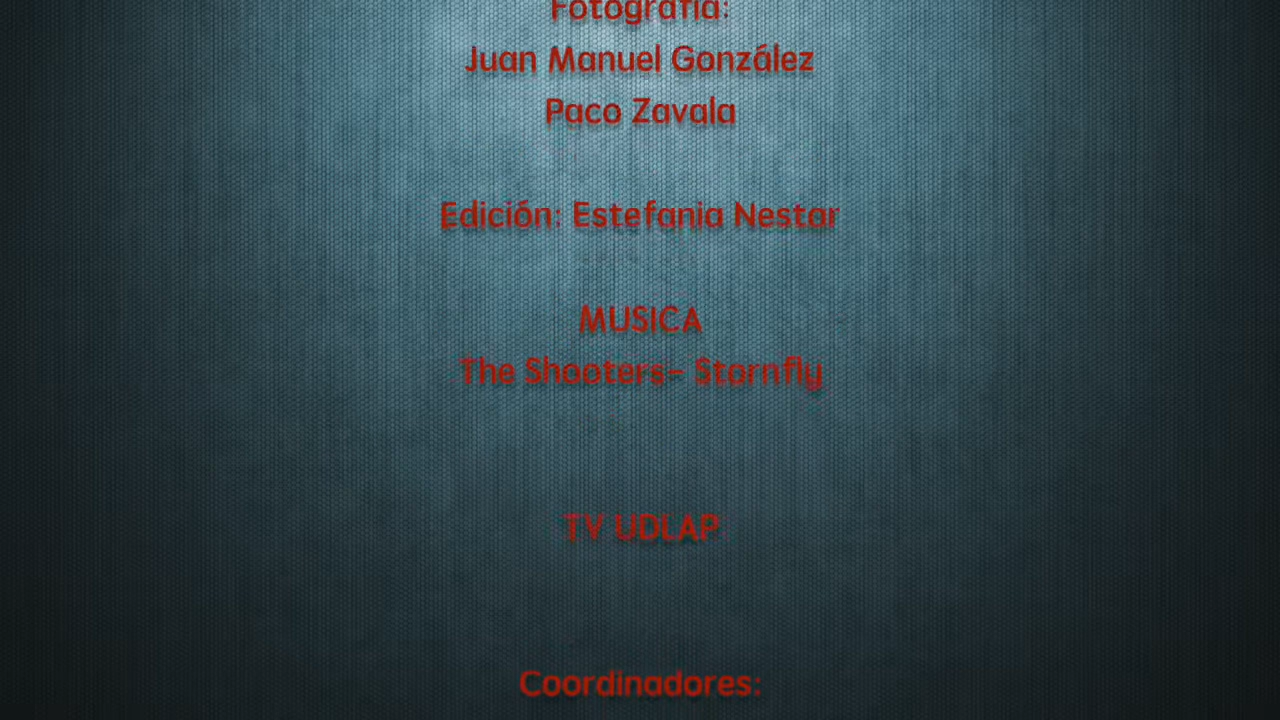 Fotografía:
Juan Manuel González
Paco Zavala
Edición: Estefania Nestar
MUSICA
The Shooters- Stornfly
TV UDLAP
Coordinadores: